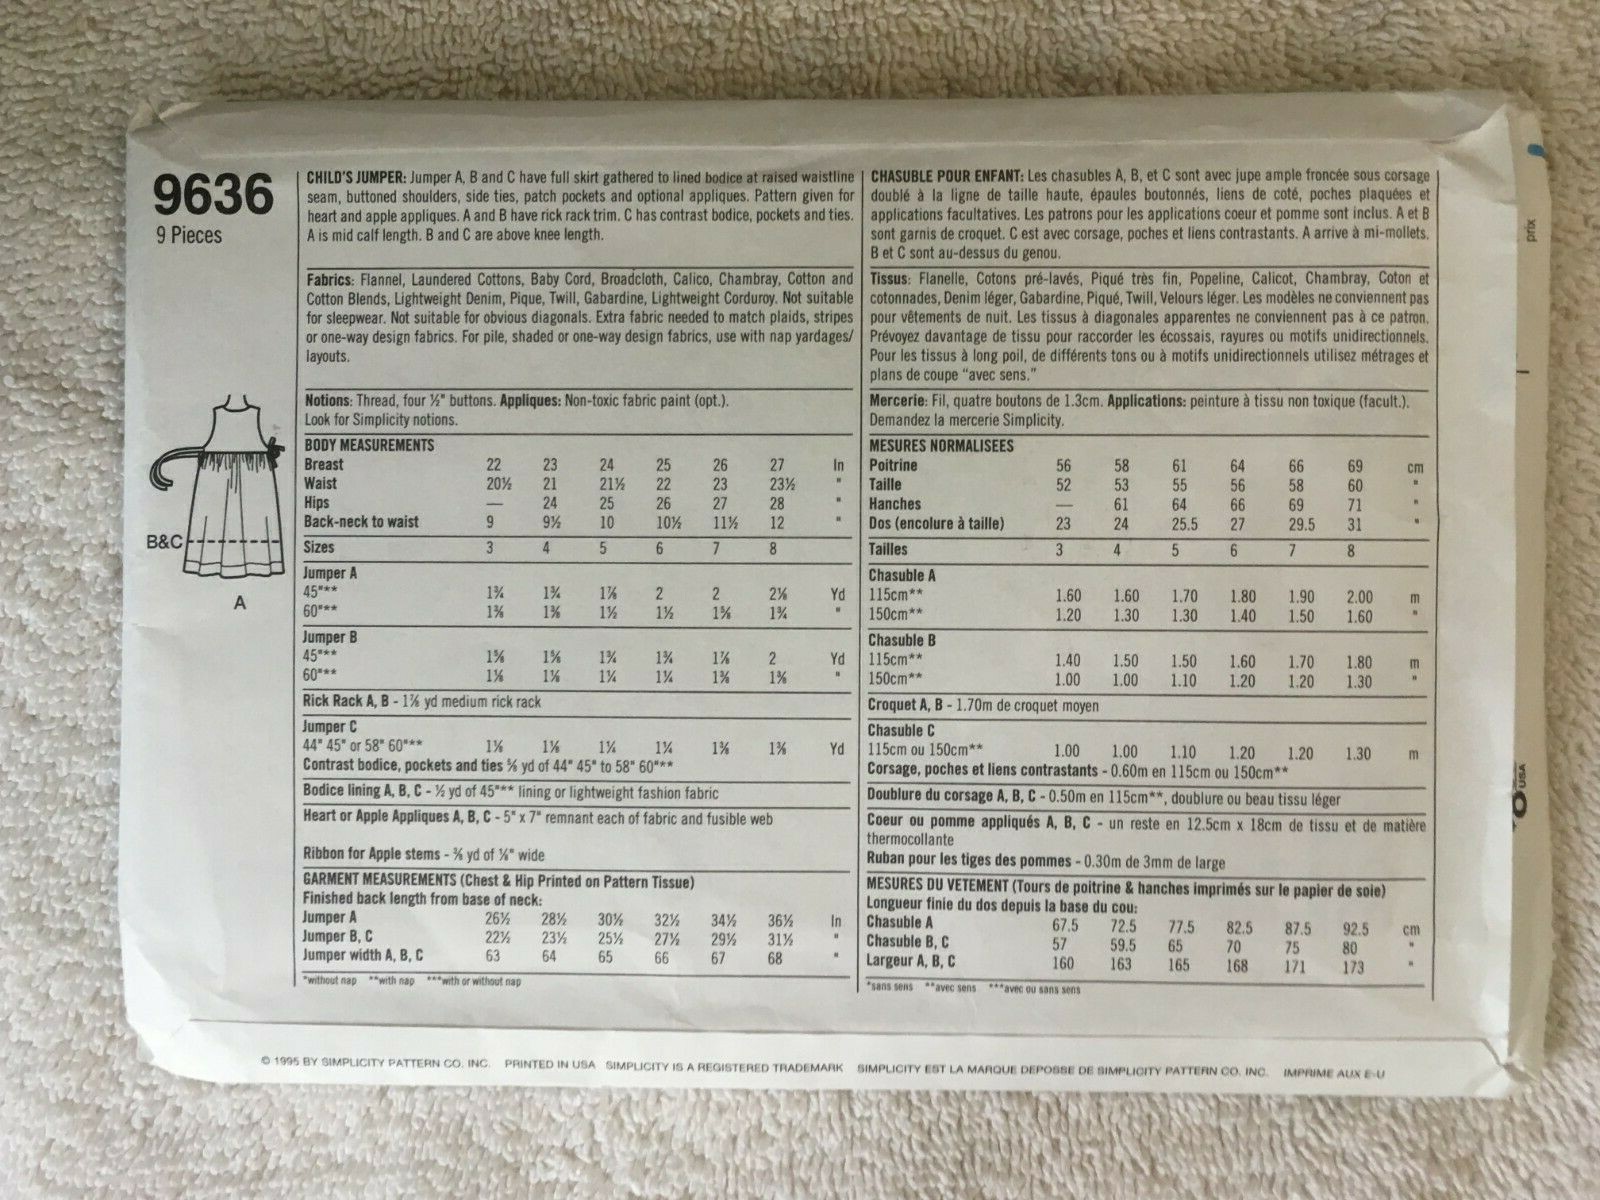 9636
9 Pieces
B&C
A
CHILD'S JUMPER: Jumper A, B and C have full skirt gathered to lined bodice at raised waistline
seam, buttoned shoulders, side ties, patch pockets and optional appliques. Pattern given for
heart and apple appliques. A and B have rick rack trim. C has contrast bodice, pockets and ties.
A is mid calf length. B and C are above knee length.
Fabrics: Flannel, Laundered Cottons, Baby Cord, Broadcloth, Calico, Chambray, Cotton and
Cotton Blends, Lightweight Denim, Pique, Twill, Gabardine, Lightweight Corduroy. Not suitable
for sleepwear. Not suitable for obvious diagonals. Extra fabric needed to match plaids, stripes
or one-way design fabrics. For pile, shaded or one-way design fabrics, use with nap yardages/
layouts.
Notions: Thread, four ½" buttons. Appliques: Non-toxic fabric paint (opt.).
Look for Simplicity notions.
BODY MEASUREMENTS
Breast 22 23 24 25 26 27 In
Waist 20½ 21 21½ 22 23 23½ "
Hips — 24 25 26 27 28 "
Back-neck to waist 9 9½ 10 10½ 11½ 12 "
Sizes 3 4 5 6 7 8
Jumper A
45"** 1¾ 1¾ 1⅞ 2 2 2⅛ Yd
60"** 1⅜ 1⅜ 1½ 1½ 1⅝ 1¾ "
Jumper B
45"** 1⅝ 1⅝ 1¾ 1¾ 1⅞ 2 Yd
60"** 1⅛ 1⅛ 1¼ 1¼ 1⅜ 1⅜ "
Rick Rack A, B - 1⅞ yd medium rick rack
Jumper C
44" 45" or 58" 60"** 1⅛ 1⅛ 1¼ 1¼ 1⅜ 1⅜ Yd
Contrast bodice, pockets and ties ⅝ yd of 44" 45" to 58" 60"**
Bodice lining A, B, C - ½ yd of 45"** lining or lightweight fashion fabric
Heart or Apple Appliques A, B, C - 5" x 7" remnant each of fabric and fusible web
Ribbon for Apple stems - ⅜ yd of ⅛" wide
GARMENT MEASUREMENTS (Chest & Hip Printed on Pattern Tissue)
Finished back length from base of neck:
Jumper A 26½ 28½ 30½ 32½ 34½ 36½ In
Jumper B, C 22½ 23½ 25½ 27½ 29½ 31½ "
Jumper width A, B, C 63 64 65 66 67 68 "
*without nap **with nap ***with or without nap
CHASUBLE POUR ENFANT: Les chasubles A, B, et C sont avec jupe ample froncée sous corsage
doublé à la ligne de taille haute, épaules boutonnés, liens de coté, poches plaquées et
applications facultatives. Les patrons pour les applications coeur et pomme sont inclus. A et B
sont garnis de croquet. C est avec corsage, poches et liens contrastants. A arrive à mi-mollets.
B et C sont au-dessus du genou.
Tissus: Flanelle, Cotons pré-lavés, Piqué très fin, Popeline, Calicot, Chambray, Coton et
cotonnades, Denim léger, Gabardine, Piqué, Twill, Velours léger. Les modèles ne conviennent pas
pour vêtements de nuit. Les tissus à diagonales apparentes ne conviennent pas à ce patron.
Prévoyez davantage de tissu pour raccorder les écossais, rayures ou motifs unidirectionnels.
Pour les tissus à long poil, de différents tons ou à motifs unidirectionnels utilisez métrages et
plans de coupe "avec sens."
Mercerie: Fil, quatre boutons de 1.3cm. Applications: peinture à tissu non toxique (facult.).
Demandez la mercerie Simplicity.
MESURES NORMALISEES
Poitrine 56 58 61 64 66 69 cm
Taille 52 53 55 56 58 60 "
Hanches — 61 64 66 69 71 "
Dos (encolure à taille) 23 24 25.5 27 29.5 31 "
Tailles 3 4 5 6 7 8
Chasuble A
115cm** 1.60 1.60 1.70 1.80 1.90 2.00 m
150cm** 1.20 1.30 1.30 1.40 1.50 1.60 "
Chasuble B
115cm** 1.40 1.50 1.50 1.60 1.70 1.80 m
150cm** 1.00 1.00 1.10 1.20 1.20 1.30 "
Croquet A, B - 1.70m de croquet moyen
Chasuble C
115cm ou 150cm** 1.00 1.00 1.10 1.20 1.20 1.30 m
Corsage, poches et liens contrastants - 0.60m en 115cm ou 150cm**
Doublure du corsage A, B, C - 0.50m en 115cm**, doublure ou beau tissu léger
Coeur ou pomme appliqués A, B, C - un reste en 12.5cm x 18cm de tissu et de matière
thermocollante
Ruban pour les tiges des pommes - 0.30m de 3mm de large
MESURES DU VETEMENT (Tours de poitrine & hanches imprimés sur le papier de soie)
Longueur finie du dos depuis la base du cou:
Chasuble A 67.5 72.5 77.5 82.5 87.5 92.5 cm
Chasuble B, C 57 59.5 65 70 75 80 "
Largeur A, B, C 160 163 165 168 171 173 "
*sans sens **avec sens ***avec ou sans sens
prix
USA
© 1995 BY SIMPLICITY PATTERN CO. INC. PRINTED IN USA SIMPLICITY IS A REGISTERED TRADEMARK SIMPLICITY EST LA MARQUE DEPOSSE DE SIMPLICITY PATTERN CO. INC. IMPRIME AUX E-U